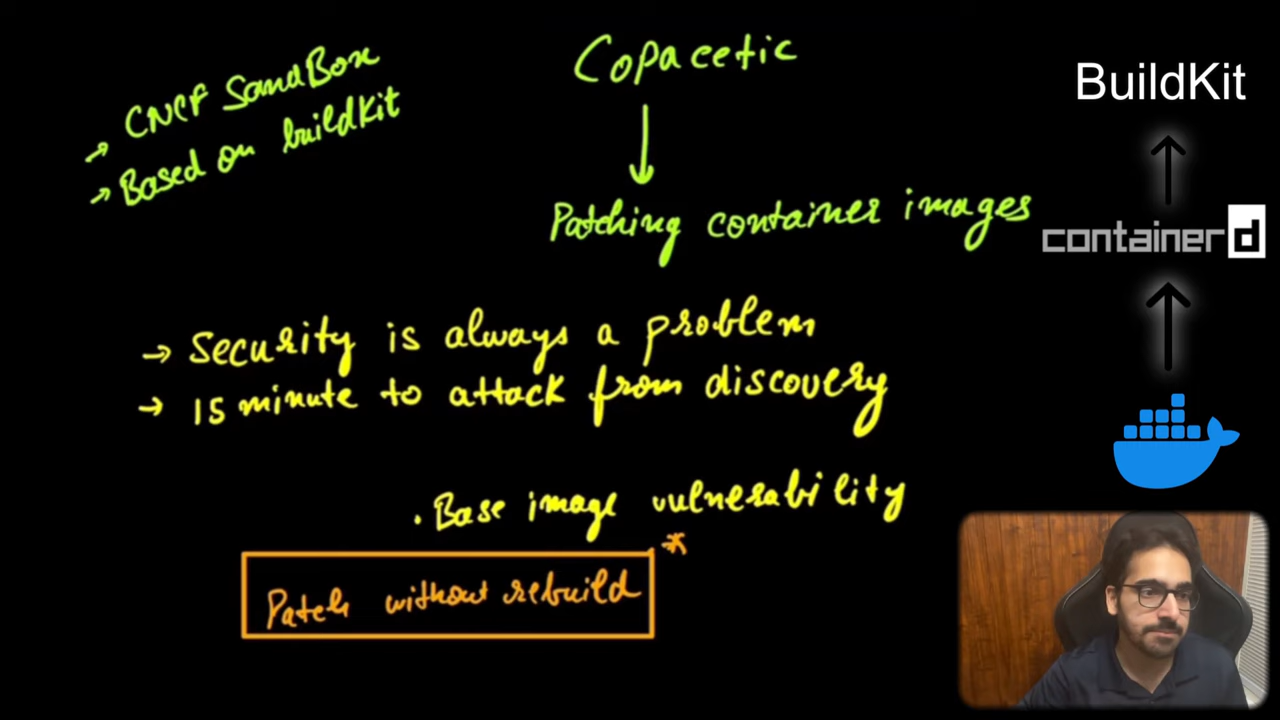 Copacetic
→ CNCF SandBox
→ Based on buildKit
Patching container images
→ Security is always a problem
→ 15 minute to attack from discovery
. Base image vulnerability
Patch without rebuild *
BuildKit
containerd